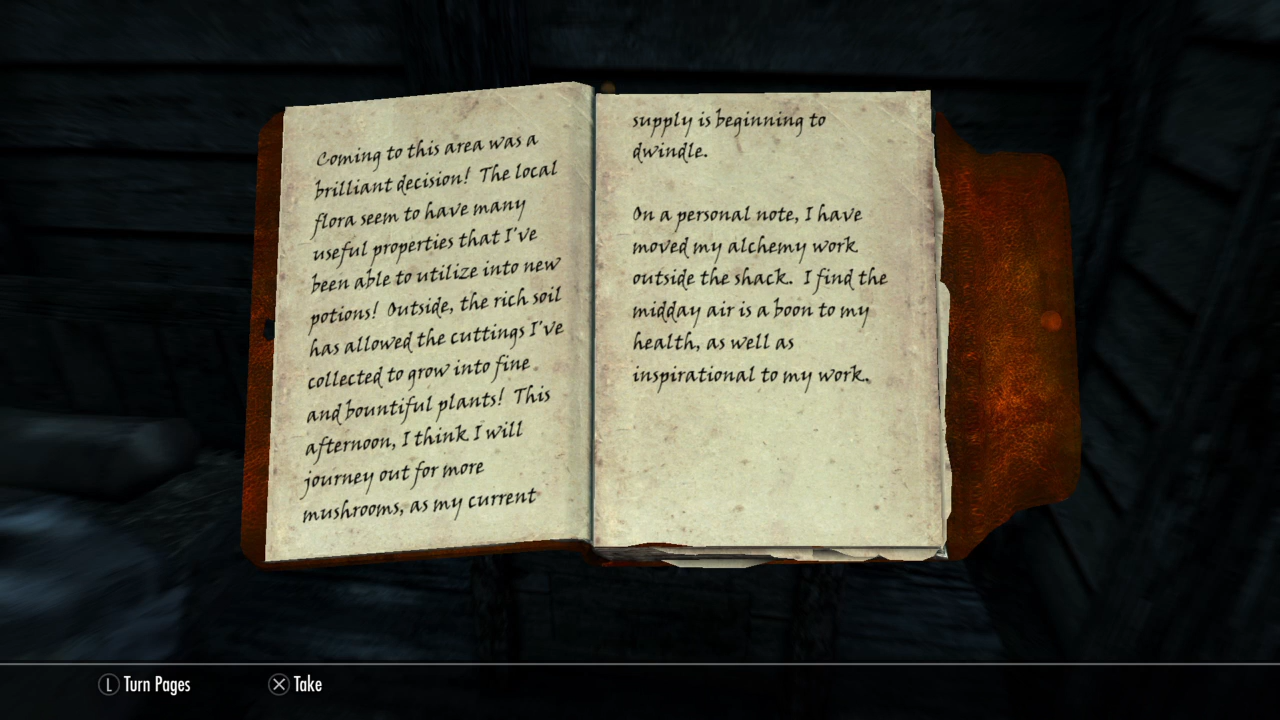 Coming to this area was a
brilliant decision! The local
flora seem to have many
useful properties that I've
been able to utilize into new
potions! Outside, the rich soil
has allowed the cuttings I've
collected to grow into fine
and bountiful plants! This
afternoon, I think I will
journey out for more
mushrooms, as my current
supply is beginning to
dwindle.
On a personal note, I have
moved my alchemy work
outside the shack. I find the
midday air is a boon to my
health, as well as
inspirational to my work.
L Turn Pages
X Take